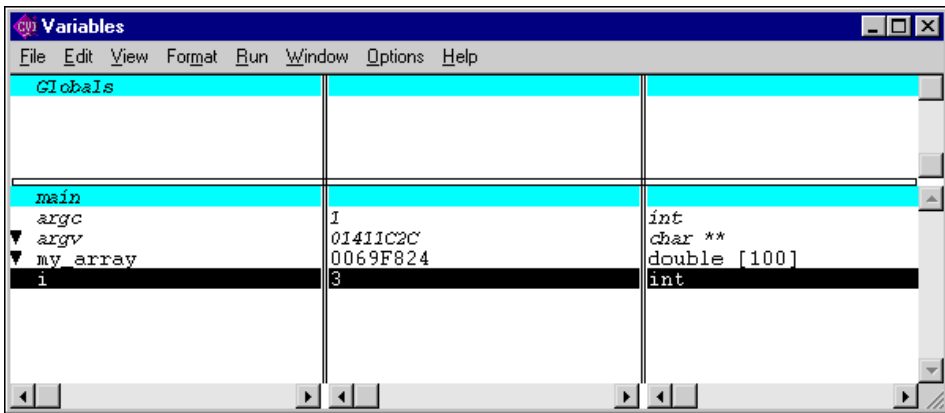 CVI Variables
File Edit View Format Run Window Options Help
Globals
main
argc 1 int
argv 01411C2C char **
my_array 0069F824 double [100]
i 3 int